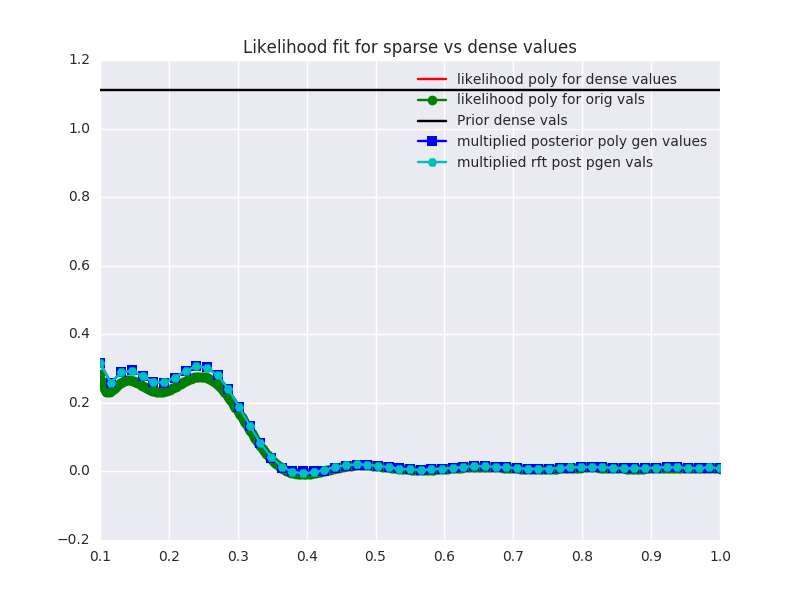 Likelihood fit for sparse vs dense values
1.2
likelihood poly for dense values
likelihood poly for orig vals
Prior dense vals
multiplied posterior poly gen values
multiplied rft post pgen vals
1.0
0.8
0.6
0.4
0.2
0.0
−0.2
0.1 0.2 0.3 0.4 0.5 0.6 0.7 0.8 0.9 1.0